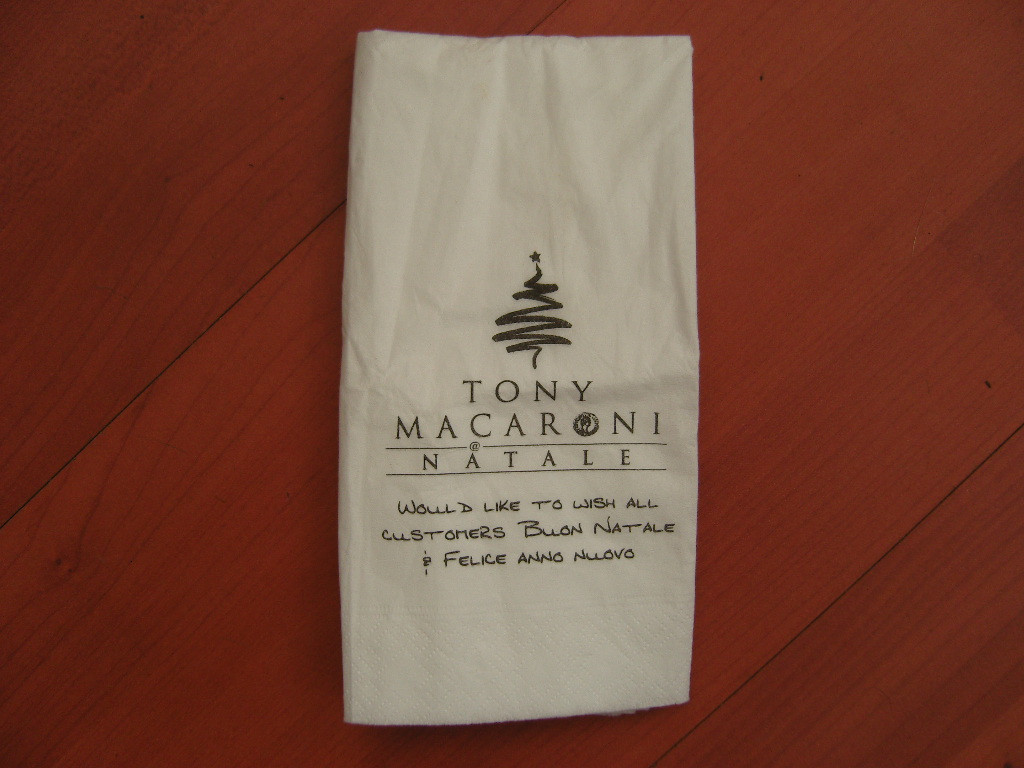 TONY
MACARONI
@
NATALE
WOULD LIKE TO WISH ALL
CUSTOMERS BUON NATALE
& FELICE ANNO NUOVO